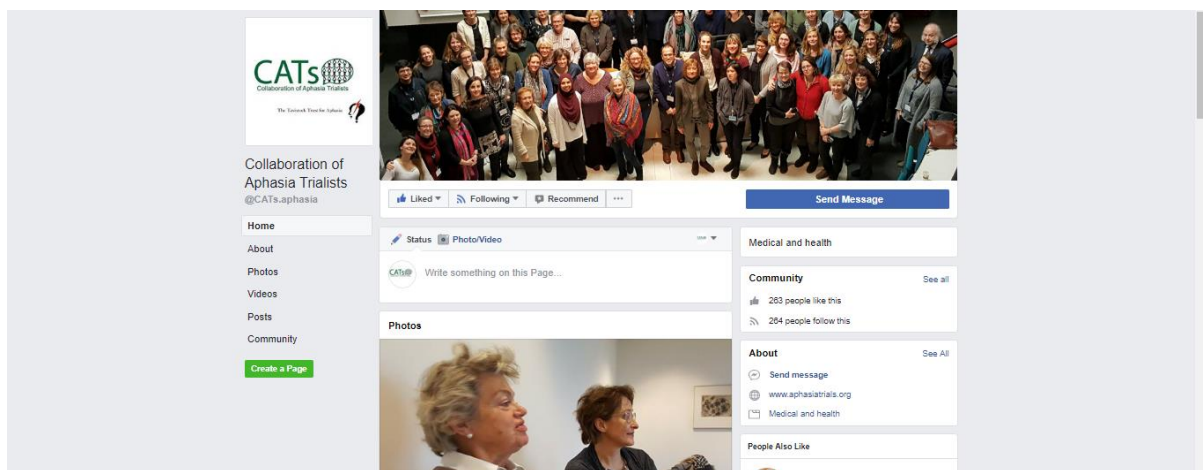 CATs
Collaboration of Aphasia Trialists
The Tavistock Trust for Aphasia
Collaboration of
Aphasia Trialists
@CATs.aphasia
Home
About
Photos
Videos
Posts
Community
Create a Page
Liked
Following
Recommend
Send Message
Status
Photo/Video
CATs
Write something on this Page...
Photos
Medical and health
Community
See all
263 people like this
264 people follow this
About
See All
Send message
www.aphasiatrials.org
Medical and health
People Also Like